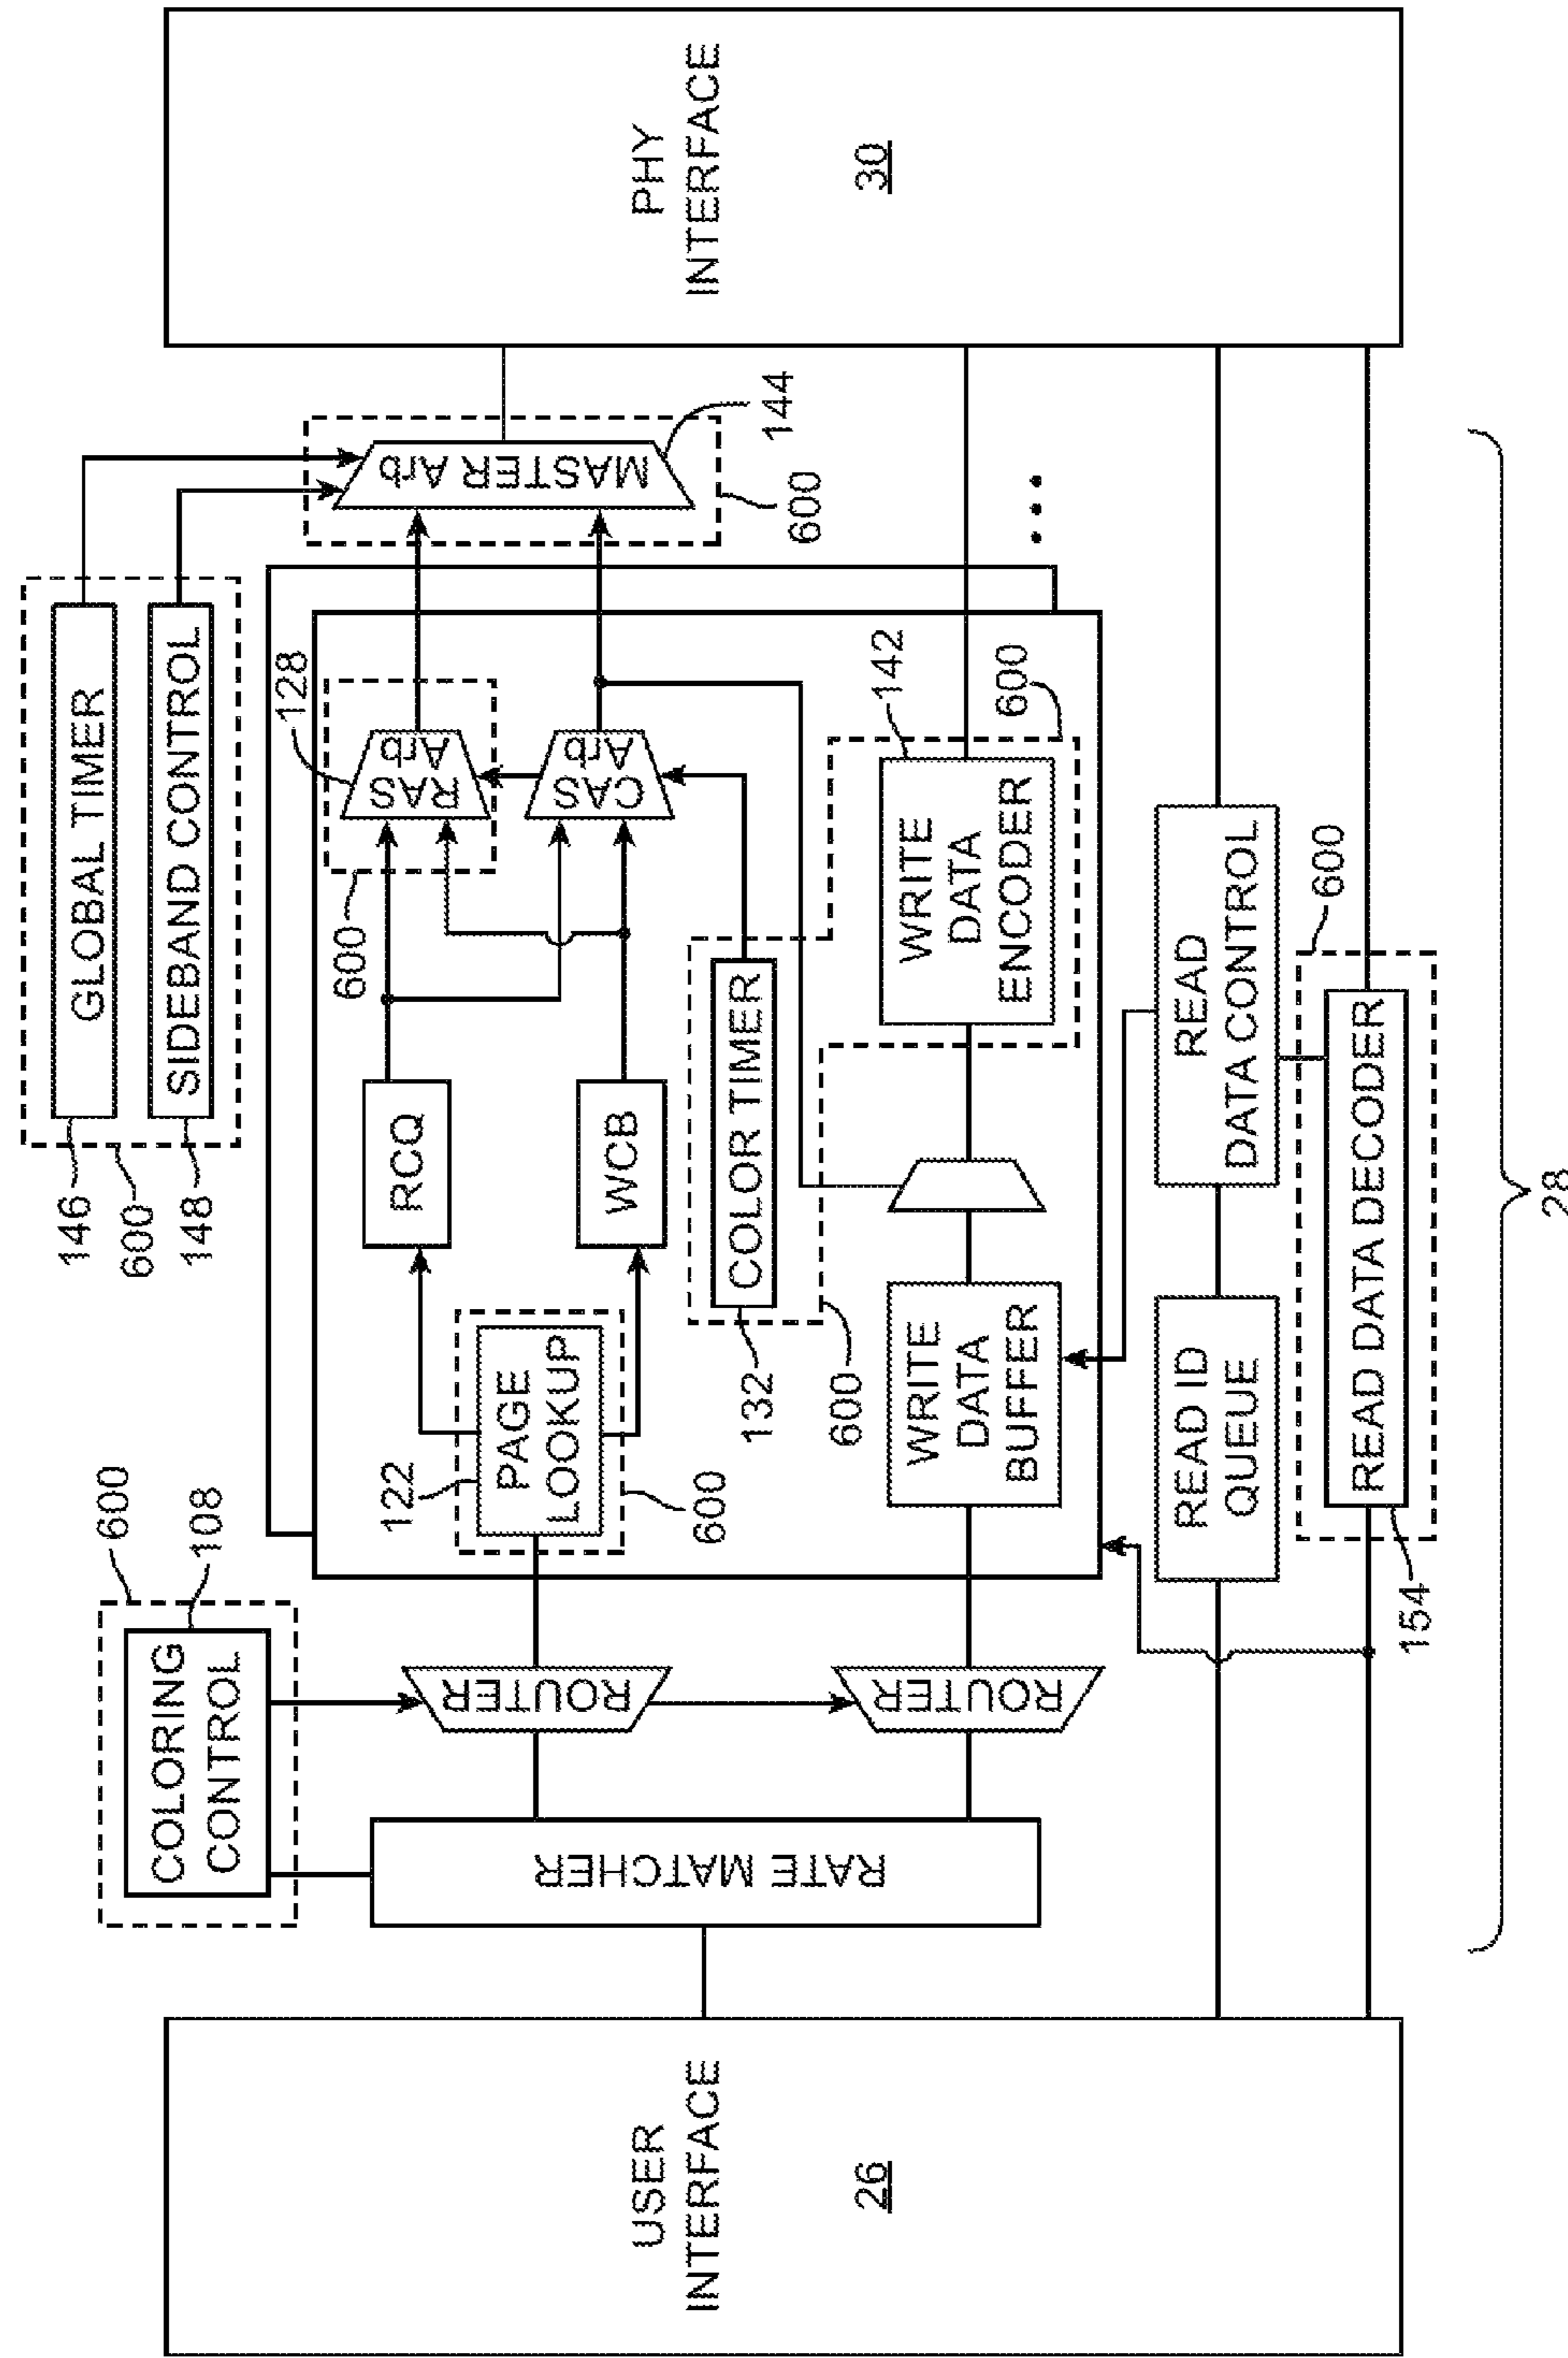 146
600
148
GLOBAL TIMER
SIDEBAND CONTROL
600
108
COLORING
CONTROL
128
RAS
Arb
600
RCQ
CAS
Arb
WCB
MASTER Arb
144
600
122
PAGE
LOOKUP
600
132
COLOR TIMER
600
142
600
WRITE
DATA
ENCODER
WRITE
DATA
BUFFER
...
ROUTER
ROUTER
RATE MATCHER
USER
INTERFACE
26
PHY
INTERFACE
30
READ ID
QUEUE
READ
DATA CONTROL
600
READ DATA DECODER
154
28